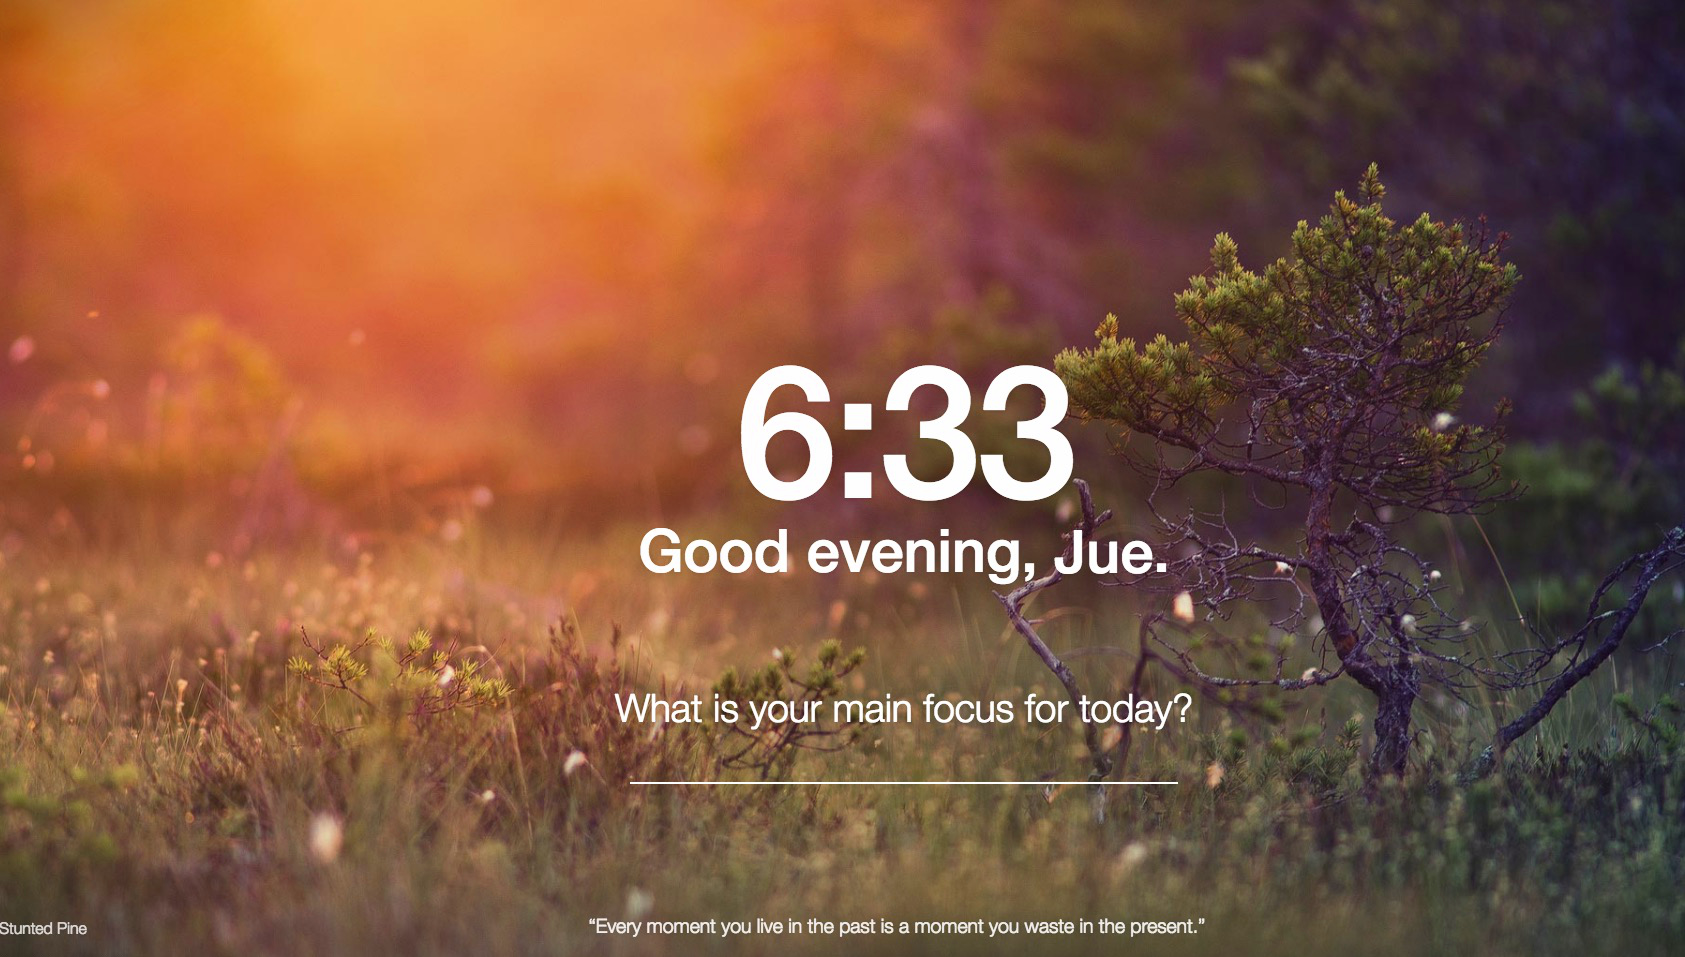 6:33
Good evening, Jue.
What is your main focus for today?
Stunted Pine
“Every moment you live in the past is a moment you waste in the present.”